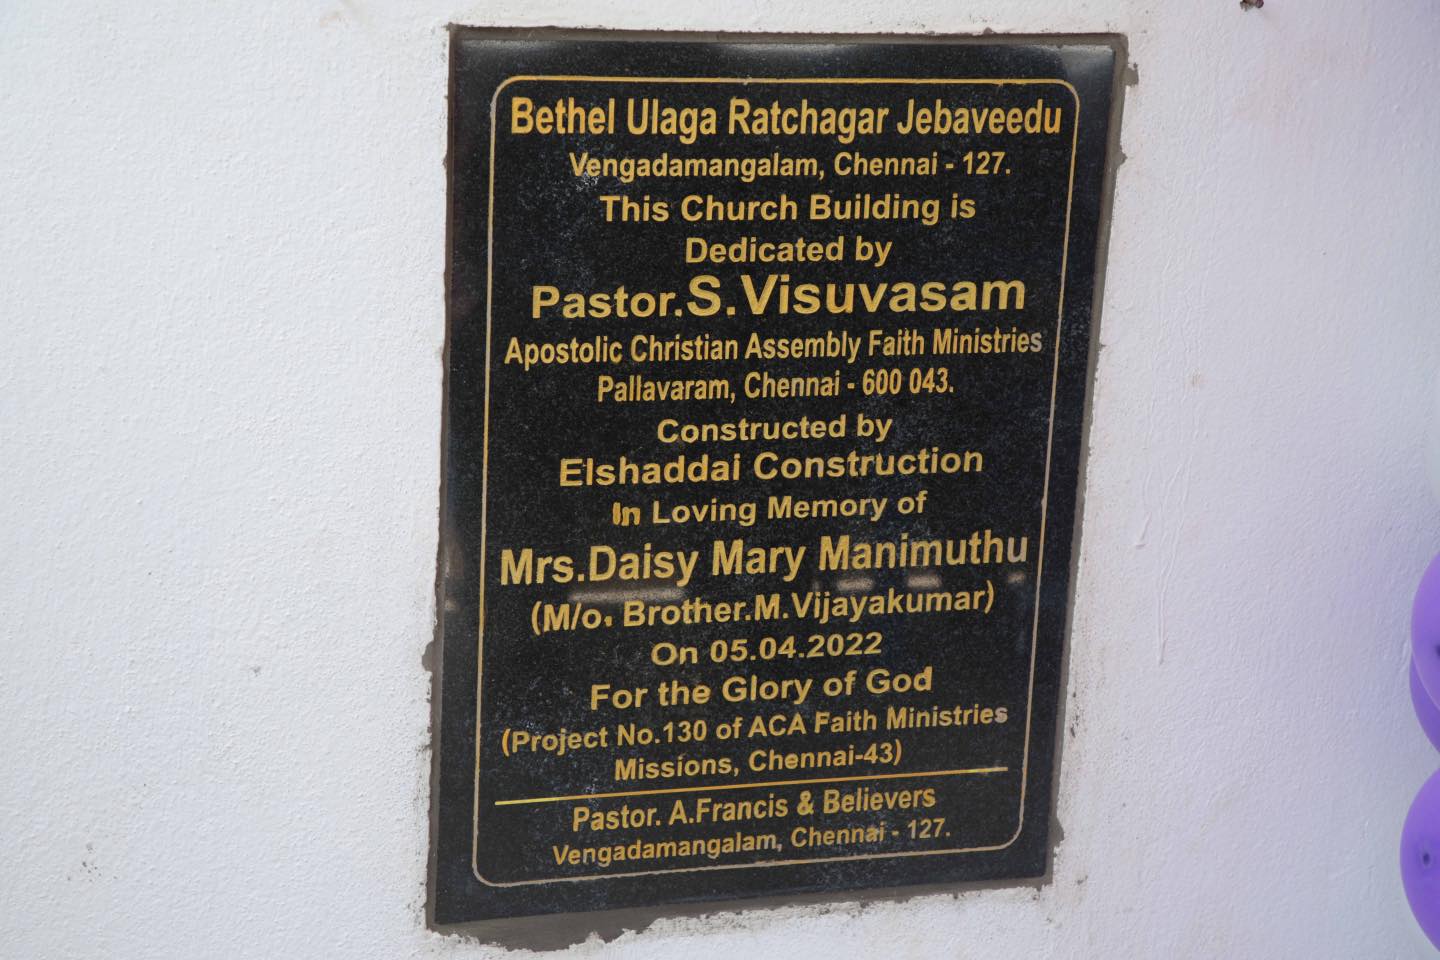 Bethel Ulaga Ratchagar Jebaveedu
Vengadamangalam, Chennai - 127.
This Church Building is
Dedicated by
Pastor.S.Visuvasam
Apostolic Christian Assembly Faith Ministries
Pallavaram, Chennai - 600 043.
Constructed by
Elshaddai Construction
In Loving Memory of
Mrs.Daisy Mary Manimuthu
(M/o. Brother.M.Vijayakumar)
On 05.04.2022
For the Glory of God
(Project No.130 of ACA Faith Ministries
Missions, Chennai-43)
Pastor. A.Francis & Believers
Vengadamangalam, Chennai - 127.